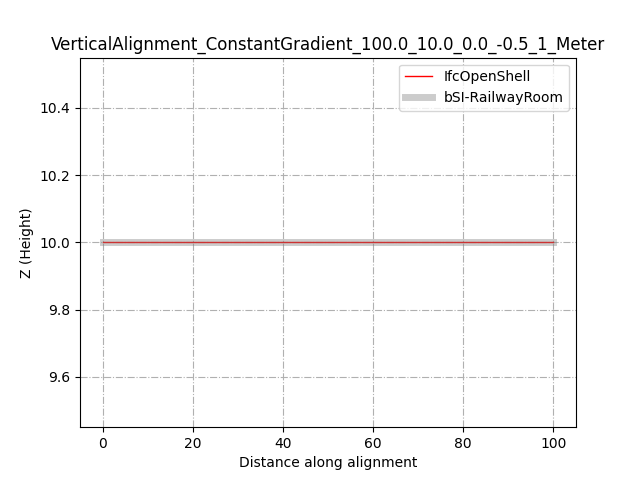 VerticalAlignment_ConstantGradient_100.0_10.0_0.0_-0.5_1_Meter
IfcOpenShell
bSI-RailwayRoom
10.4
10.2
10.0
9.8
9.6
Z (Height)
0 20 40 60 80 100
Distance along alignment